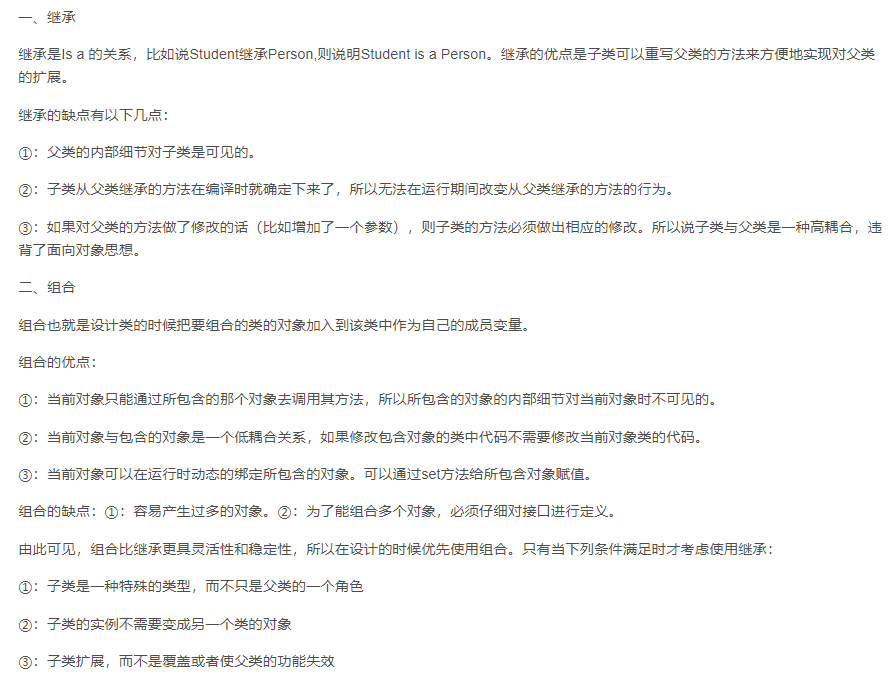 一、继承
继承是Is a 的关系，比如说Student继承Person,则说明Student is a Person。继承的优点是子类可以重写父类的方法来方便地实现对父类
的扩展。
继承的缺点有以下几点：
①：父类的内部细节对子类是可见的。
②：子类从父类继承的方法在编译时就确定下来了，所以无法在运行期间改变从父类继承的方法的行为。
③：如果对父类的方法做了修改的话（比如增加了一个参数），则子类的方法必须做出相应的修改。所以说子类与父类是一种高耦合，违
背了面向对象思想。
二、组合
组合也就是设计类的时候把要组合的类的对象加入到该类中作为自己的成员变量。
组合的优点：
①：当前对象只能通过所包含的那个对象去调用其方法，所以所包含的对象的内部细节对当前对象时不可见的。
②：当前对象与包含的对象是一个低耦合关系，如果修改包含对象的类中代码不需要修改当前对象类的代码。
③：当前对象可以在运行时动态的绑定所包含的对象。可以通过set方法给所包含对象赋值。
组合的缺点：①：容易产生过多的对象。②：为了能组合多个对象，必须仔细对接口进行定义。
由此可见，组合比继承更具灵活性和稳定性，所以在设计的时候优先使用组合。只有当下列条件满足时才考虑使用继承：
①：子类是一种特殊的类型，而不只是父类的一个角色
②：子类的实例不需要变成另一个类的对象
③：子类扩展，而不是覆盖或者使父类的功能失效